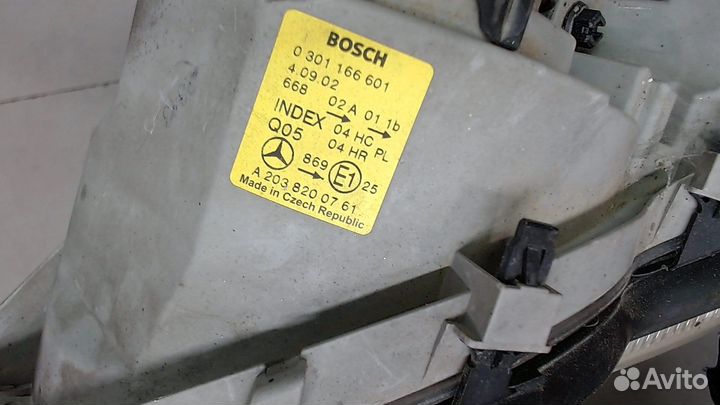 BOSCH
0 301 166 601
4.09.02
668 02A 01 1b
INDEX 04 HC PL
Q05 04 HR
869 E1 25
A 203 820 07 61
Made in Czech Republic
Avito